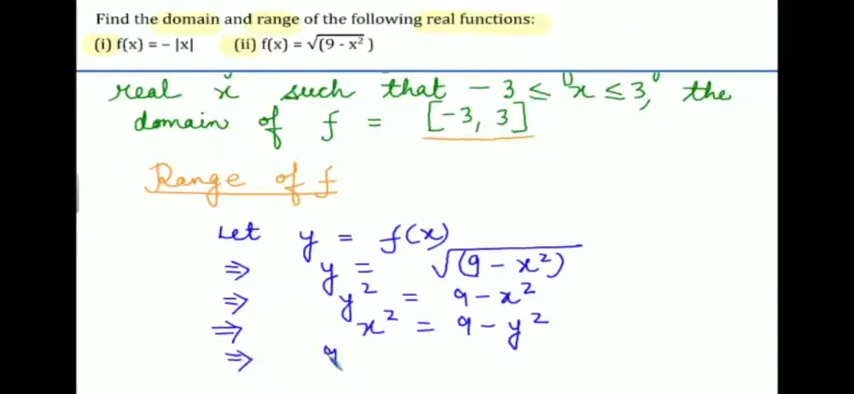 Find the domain and range of the following real functions:
(i) f(x) = − |x| (ii) f(x) = √(9 - x²)
real x such that −3 ≤ x ≤ 3, the
domain of f = [−3, 3]
Range of f
Let y = f(x)
⇒ y = √(9 − x²)
⇒ y² = 9 − x²
⇒ x² = 9 − y²
⇒